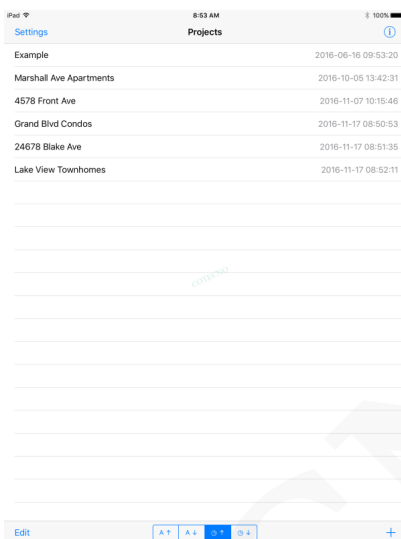 iPad 8:53 AM 100%
Settings Projects
Example 2016-06-16 09:53:20
Marshall Ave Apartments 2016-10-05 13:42:31
4578 Front Ave 2016-11-07 10:15:46
Grand Blvd Condos 2016-11-17 08:50:53
24678 Blake Ave 2016-11-17 08:51:35
Lake View Townhomes 2016-11-17 08:52:11
Edit A ↑ A ↓ ↑ ↓ +